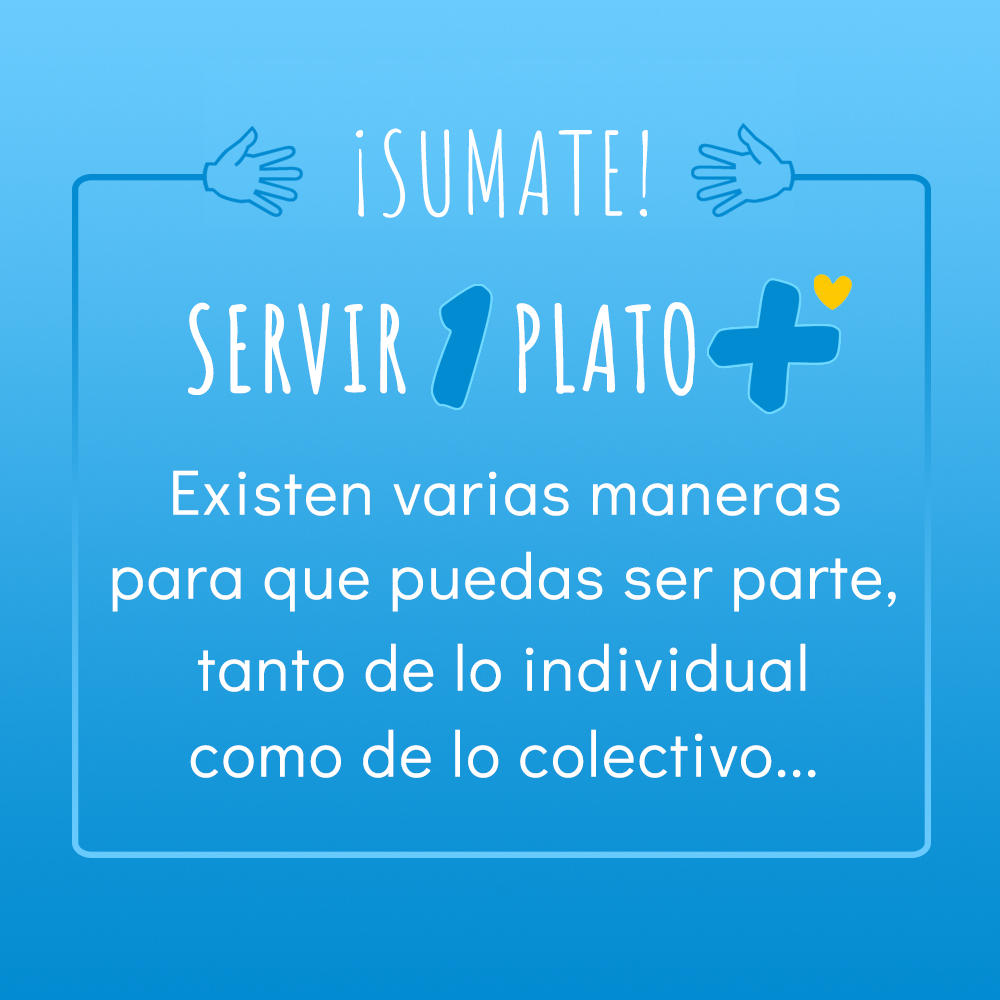 ¡SUMATE!
SERVIR 1 PLATO +
Existen varias maneras
para que puedas ser parte,
tanto de lo individual
como de lo colectivo...